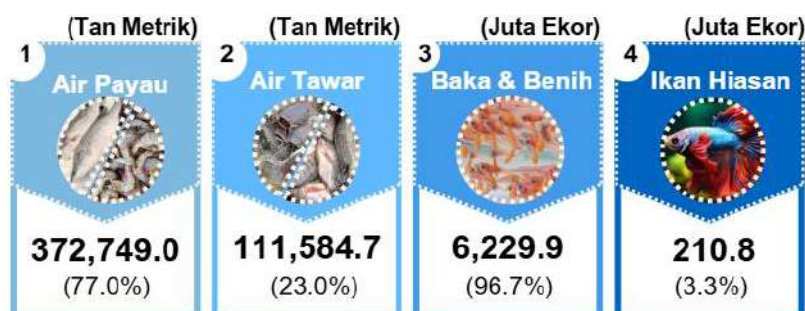 (Tan Metrik)
1
Air Payau
372,749.0
(77.0%)
(Tan Metrik)
2
Air Tawar
111,584.7
(23.0%)
(Juta Ekor)
3
Baka & Benih
6,229.9
(96.7%)
(Juta Ekor)
4
Ikan Hiasan
210.8
(3.3%)